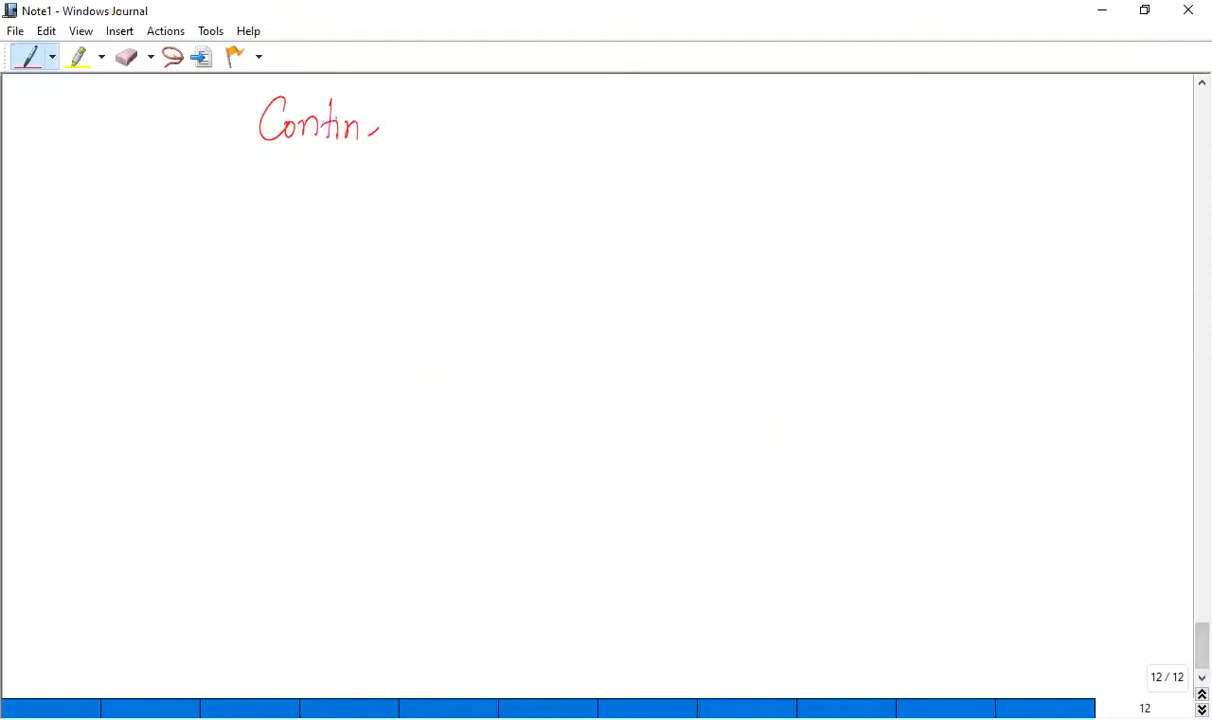 Note1 - Windows Journal
File Edit View Insert Actions Tools Help
Contin
12 / 12
12